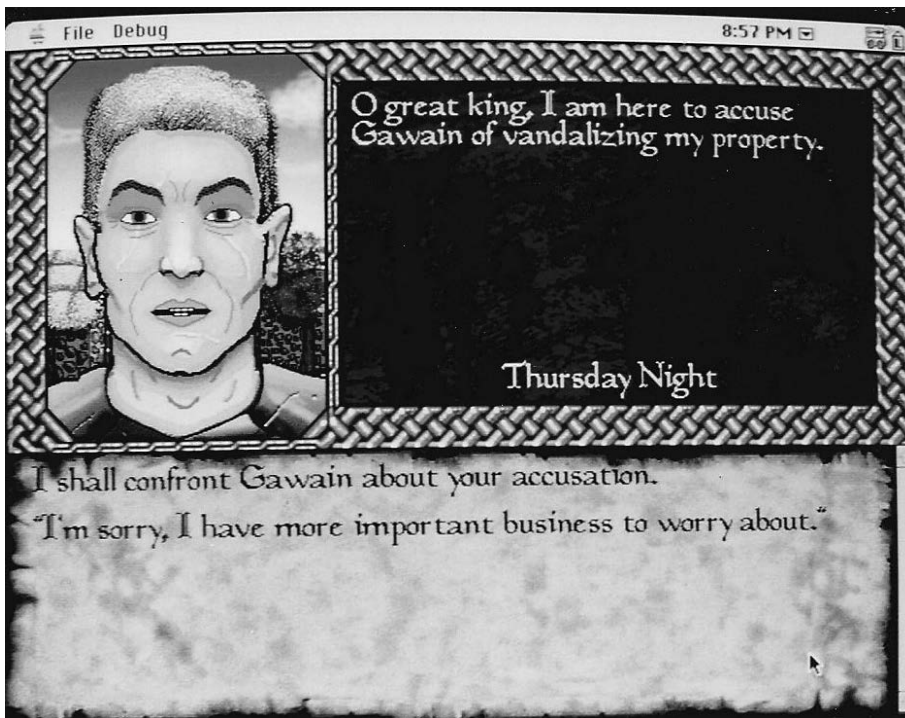 File Debug 8:57 PM
O great king, I am here to accuse
Gawain of vandalizing my property.
Thursday Night
I shall confront Gawain about your accusation.
"I'm sorry, I have more important business to worry about."